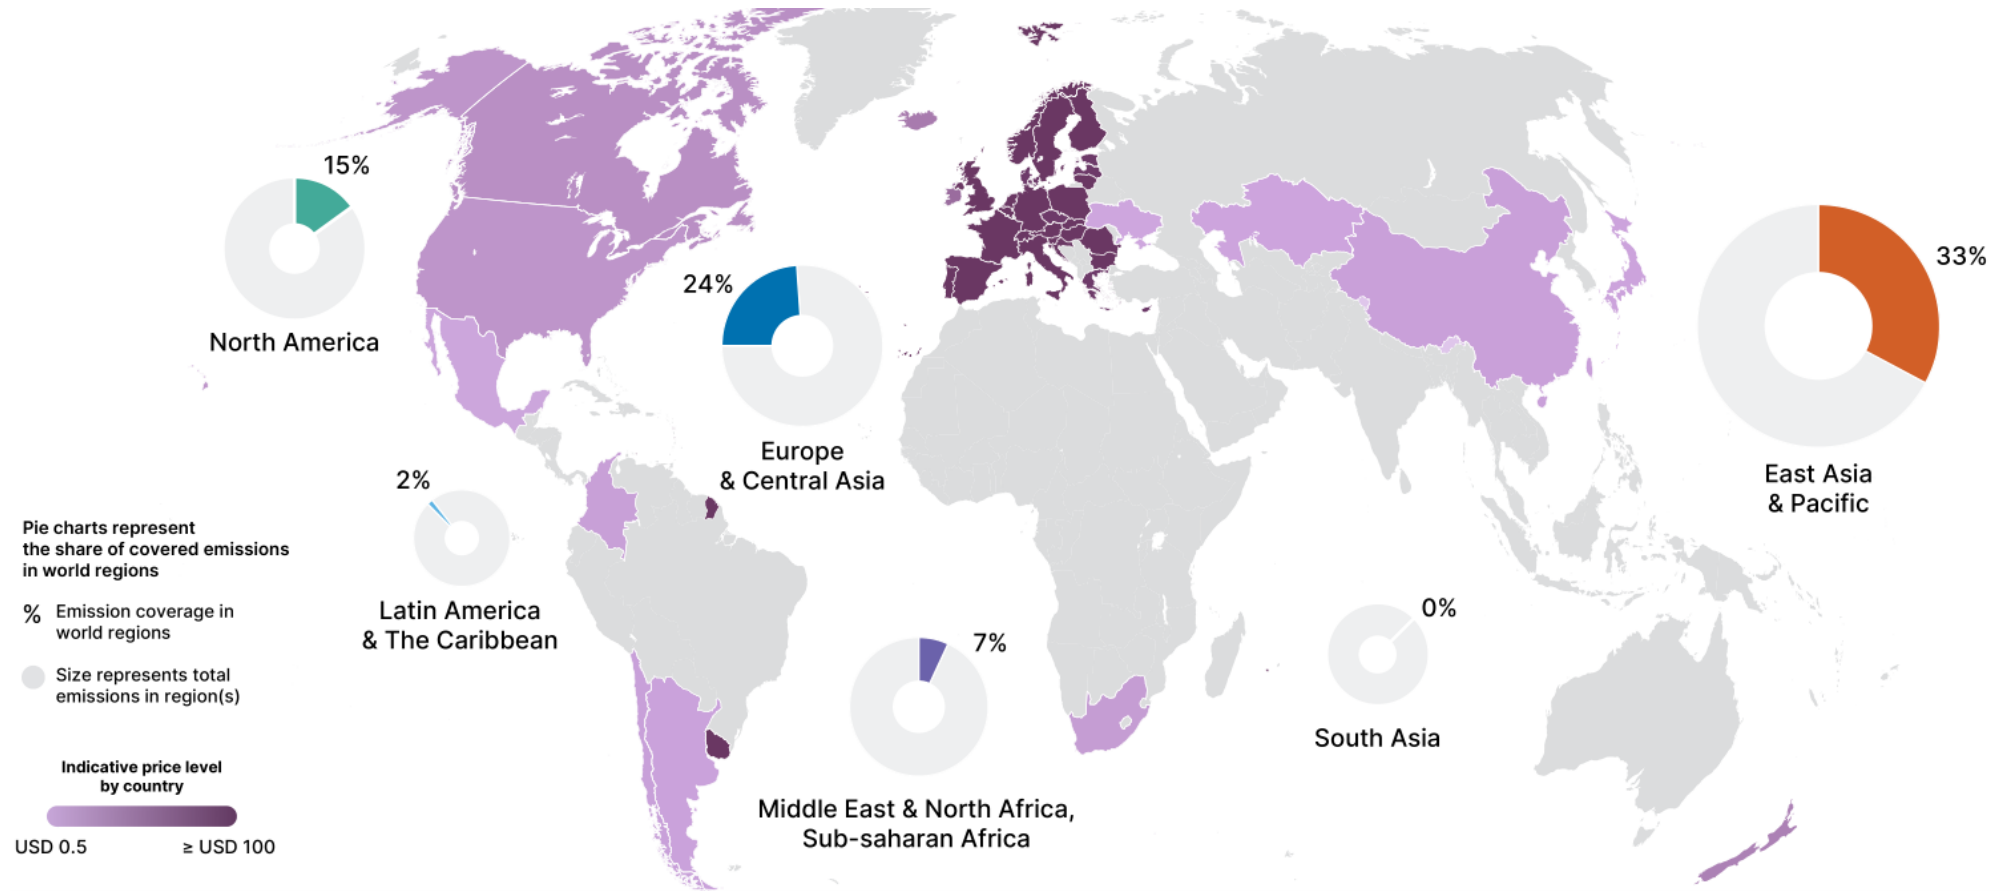 15%
North America
24%
Europe
& Central Asia
33%
East Asia
& Pacific
2%
Latin America
& The Caribbean
7%
Middle East & North Africa,
Sub-saharan Africa
0%
South Asia
Pie charts represent
the share of covered emissions
in world regions
% Emission coverage in
world regions
Size represents total
emissions in region(s)
Indicative price level
by country
USD 0.5 ≥ USD 100